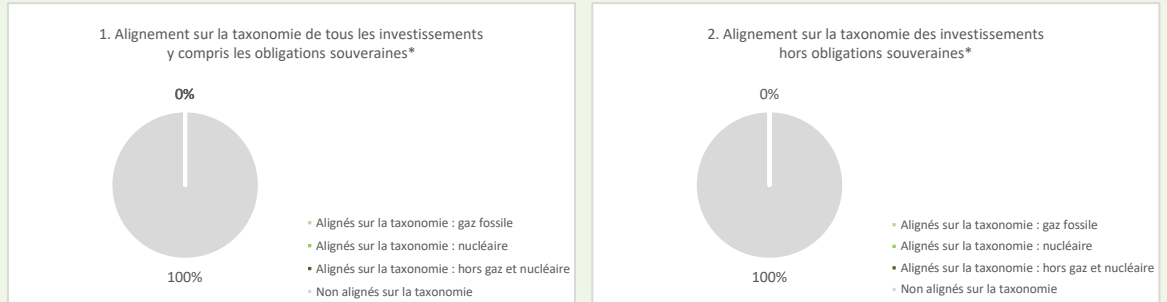 1. Alignement sur la taxonomie de tous les investissements
y compris les obligations souveraines*
0%
100%
Alignés sur la taxonomie : gaz fossile
Alignés sur la taxonomie : nucléaire
Alignés sur la taxonomie : hors gaz et nucléaire
Non alignés sur la taxonomie
2. Alignement sur la taxonomie des investissements
hors obligations souveraines*
0%
100%
Alignés sur la taxonomie : gaz fossile
Alignés sur la taxonomie : nucléaire
Alignés sur la taxonomie : hors gaz et nucléaire
Non alignés sur la taxonomie